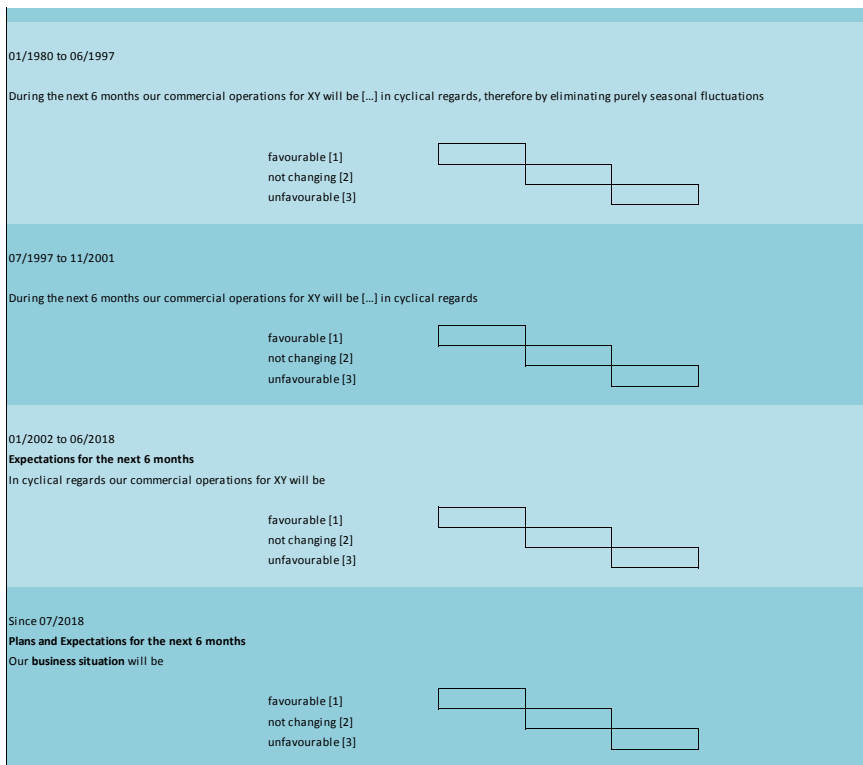 01/1980 to 06/1997
During the next 6 months our commercial operations for XY will be [...] in cyclical regards, therefore by eliminating purely seasonal fluctuations
favourable [1]
not changing [2]
unfavourable [3]
07/1997 to 11/2001
During the next 6 months our commercial operations for XY will be [...] in cyclical regards
favourable [1]
not changing [2]
unfavourable [3]
01/2002 to 06/2018
Expectations for the next 6 months
In cyclical regards our commercial operations for XY will be
favourable [1]
not changing [2]
unfavourable [3]
Since 07/2018
Plans and Expectations for the next 6 months
Our business situation will be
favourable [1]
not changing [2]
unfavourable [3]